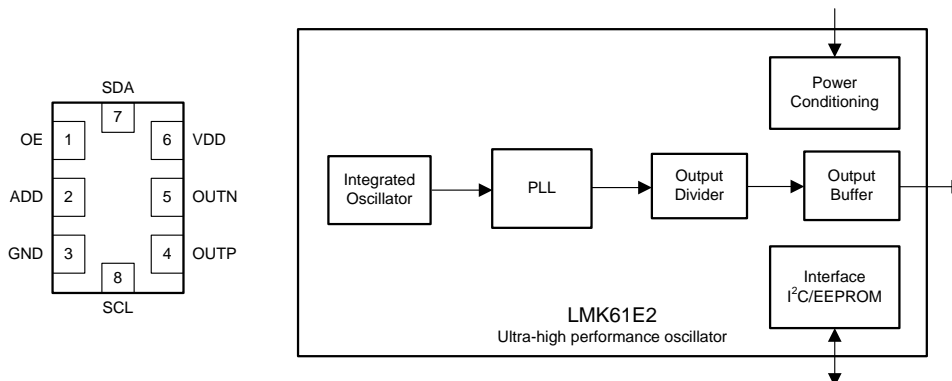 SDA
7
OE 1 6 VDD
ADD 2 5 OUTN
GND 3 4 OUTP
8
SCL
Power
Conditioning
Integrated
Oscillator
PLL
Output
Divider
Output
Buffer
Interface
I²C/EEPROM
LMK61E2
Ultra-high performance oscillator